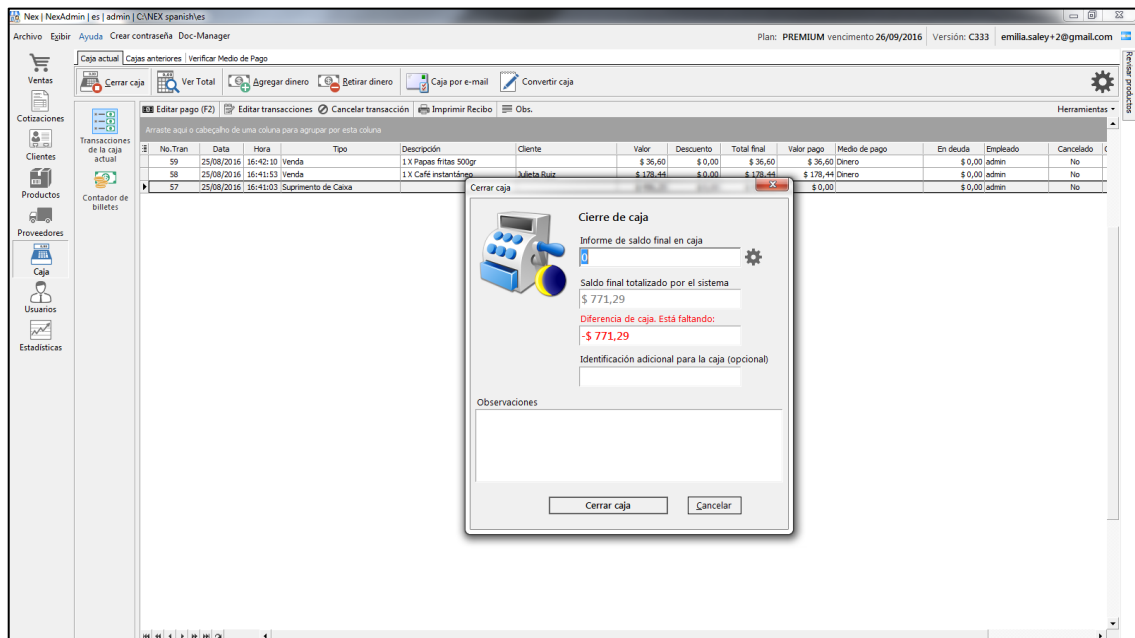 Nex | NexAdmin | es | admin | C:\NEX spanish\es
Archivo Exibir Ayuda Crear contraseña Doc-Manager
Plan: PREMIUM vencimento 26/09/2016 Versión: C333 emilia.saley+2@gmail.com
Caja actual Cajas anteriores Verificar Medio de Pago
Cerrar caja Ver Total Agregar dinero Retirar dinero Caja por e-mail Convertir caja
Revisar productos
Ventas
Cotizaciones
Clientes
Productos
Proveedores
Caja
Usuarios
Estadísticas
Transacciones
de la caja
actual
Contador de
billetes
Editar pago (F2) Editar transacciones Cancelar transacción Imprimir Recibo Obs. Herramientas
Arraste aqui o cabeçalho de uma coluna para agrupar por esta coluna
No.Tran Data Hora Tipo Descripción Cliente Valor Descuento Total final Valor pago Medio de pago En deuda Empleado Cancelado
59 25/08/2016 16:42:10 Venda 1 X Papas fritas 500gr $ 36,60 $ 0,00 $ 36,60 $ 36,60 Dinero $ 0,00 admin No
58 25/08/2016 16:41:53 Venda 1 X Café instantáneo Julieta Ruiz $ 178,44 $ 0,00 $ 178,44 $ 178,44 Dinero $ 0,00 admin No
57 25/08/2016 16:41:03 Suprimento de Caixa $ 0,00 $ 0,00 admin No
Cerrar caja
Cierre de caja
Informe de saldo final en caja
0
Saldo final totalizado por el sistema
$ 771,29
Diferencia de caja. Está faltando:
-$ 771,29
Identificación adicional para la caja (opcional)
Observaciones
Cerrar caja Cancelar